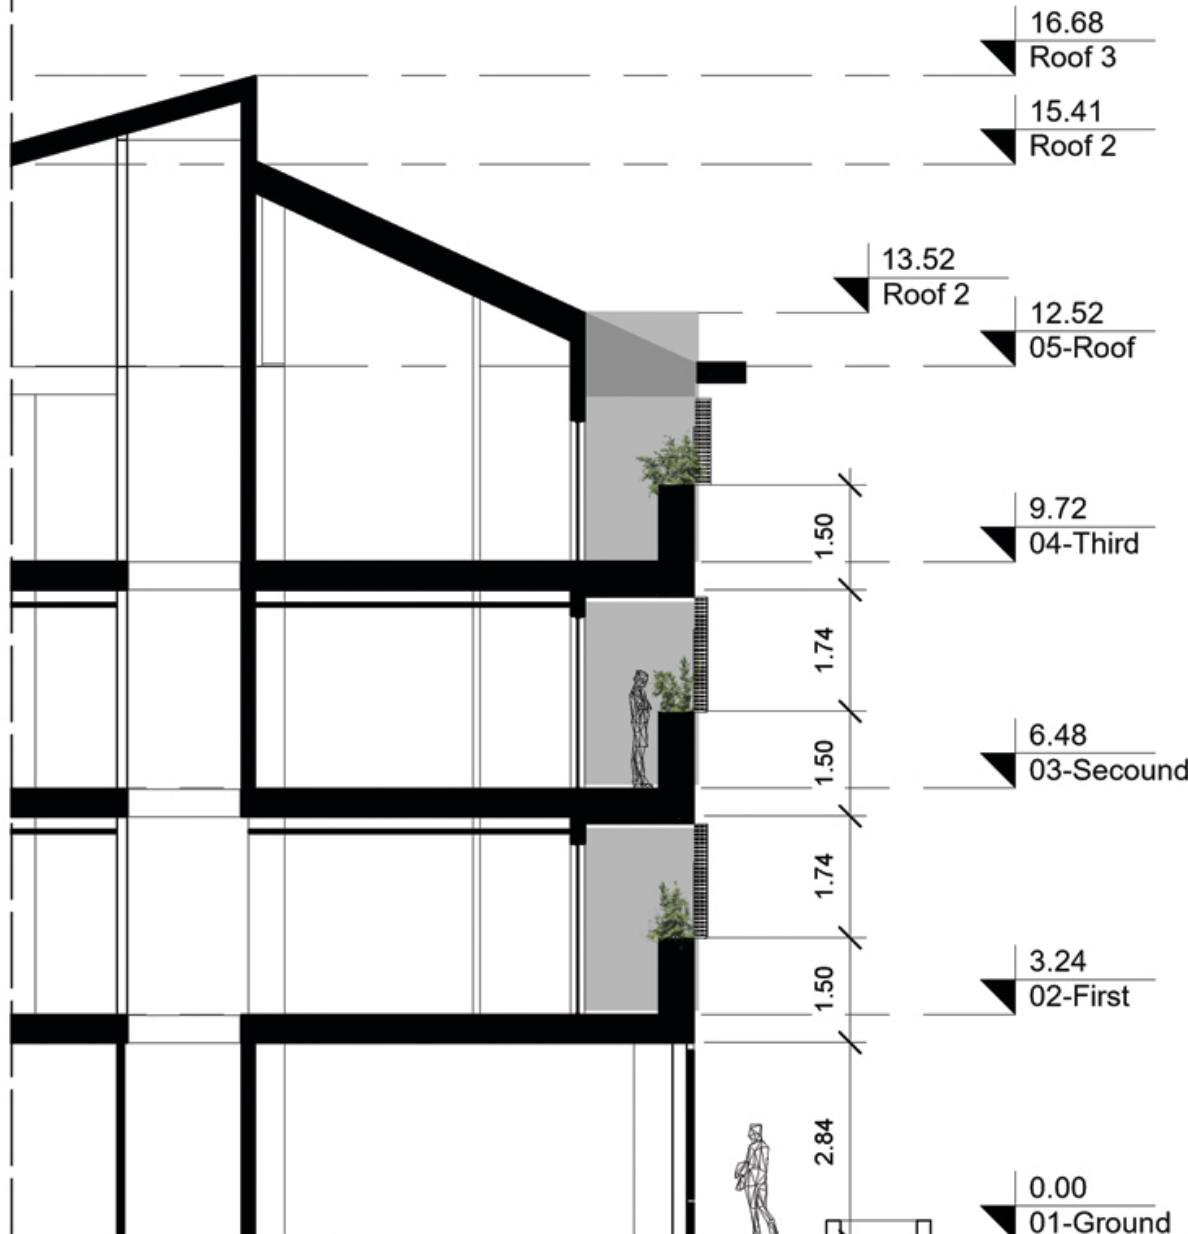 16.68
Roof 3
15.41
Roof 2
13.52
Roof 2
12.52
05-Roof
9.72
04-Third
1.50
1.74
6.48
03-Secound
1.50
1.74
3.24
02-First
1.50
2.84
0.00
01-Ground